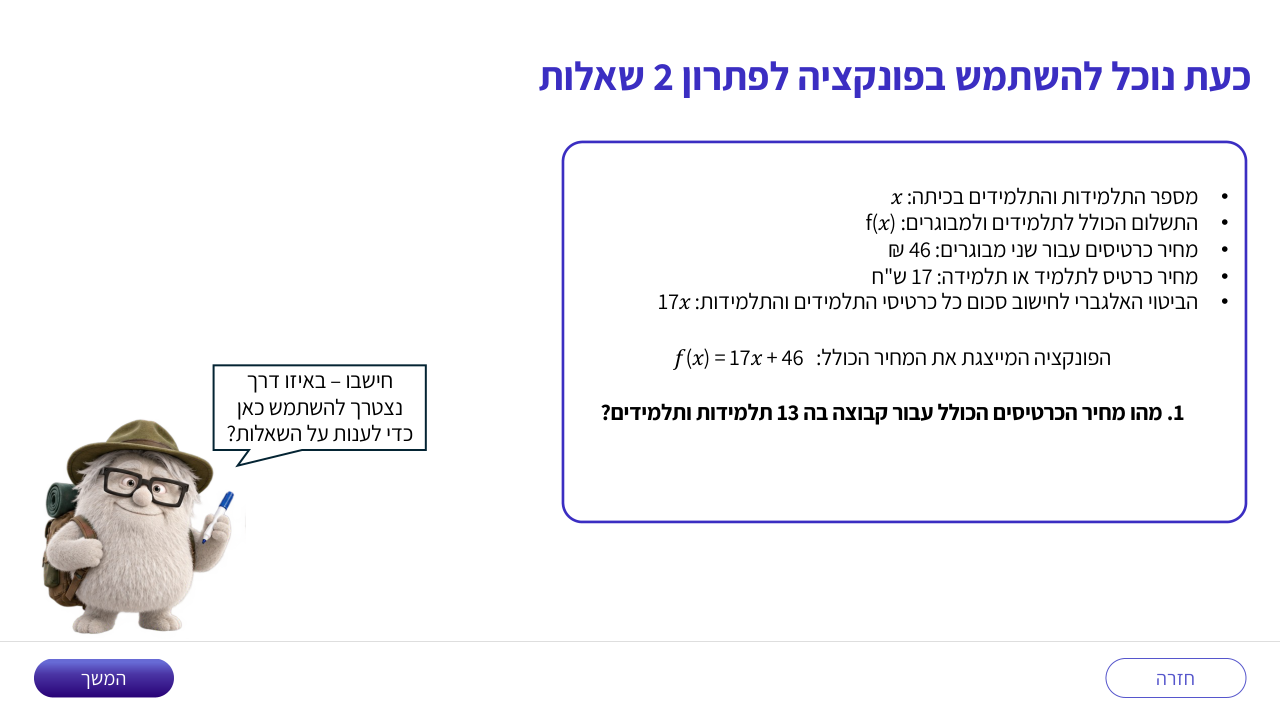 כעת נוכל להשתמש בפונקציה לפתרון 2 שאלות
• מספר התלמידות והתלמידים בכיתה: x
• התשלום הכולל לתלמידים ולמבוגרים: f(x)
• מחיר כרטיסים עבור שני מבוגרים: 46 ₪
• מחיר כרטיס לתלמיד או תלמידה: 17 ש"ח
• הביטוי האלגברי לחישוב סכום כל כרטיסי התלמידים והתלמידות: 17x
הפונקציה המייצגת את המחיר הכולל: f(x) = 17x + 46
1. מהו מחיר הכרטיסים הכולל עבור קבוצה בה 13 תלמידות ותלמידים?
חישבו – באיזו דרך
נצטרך להשתמש כאן
כדי לענות על השאלות?
חזרה
המשך